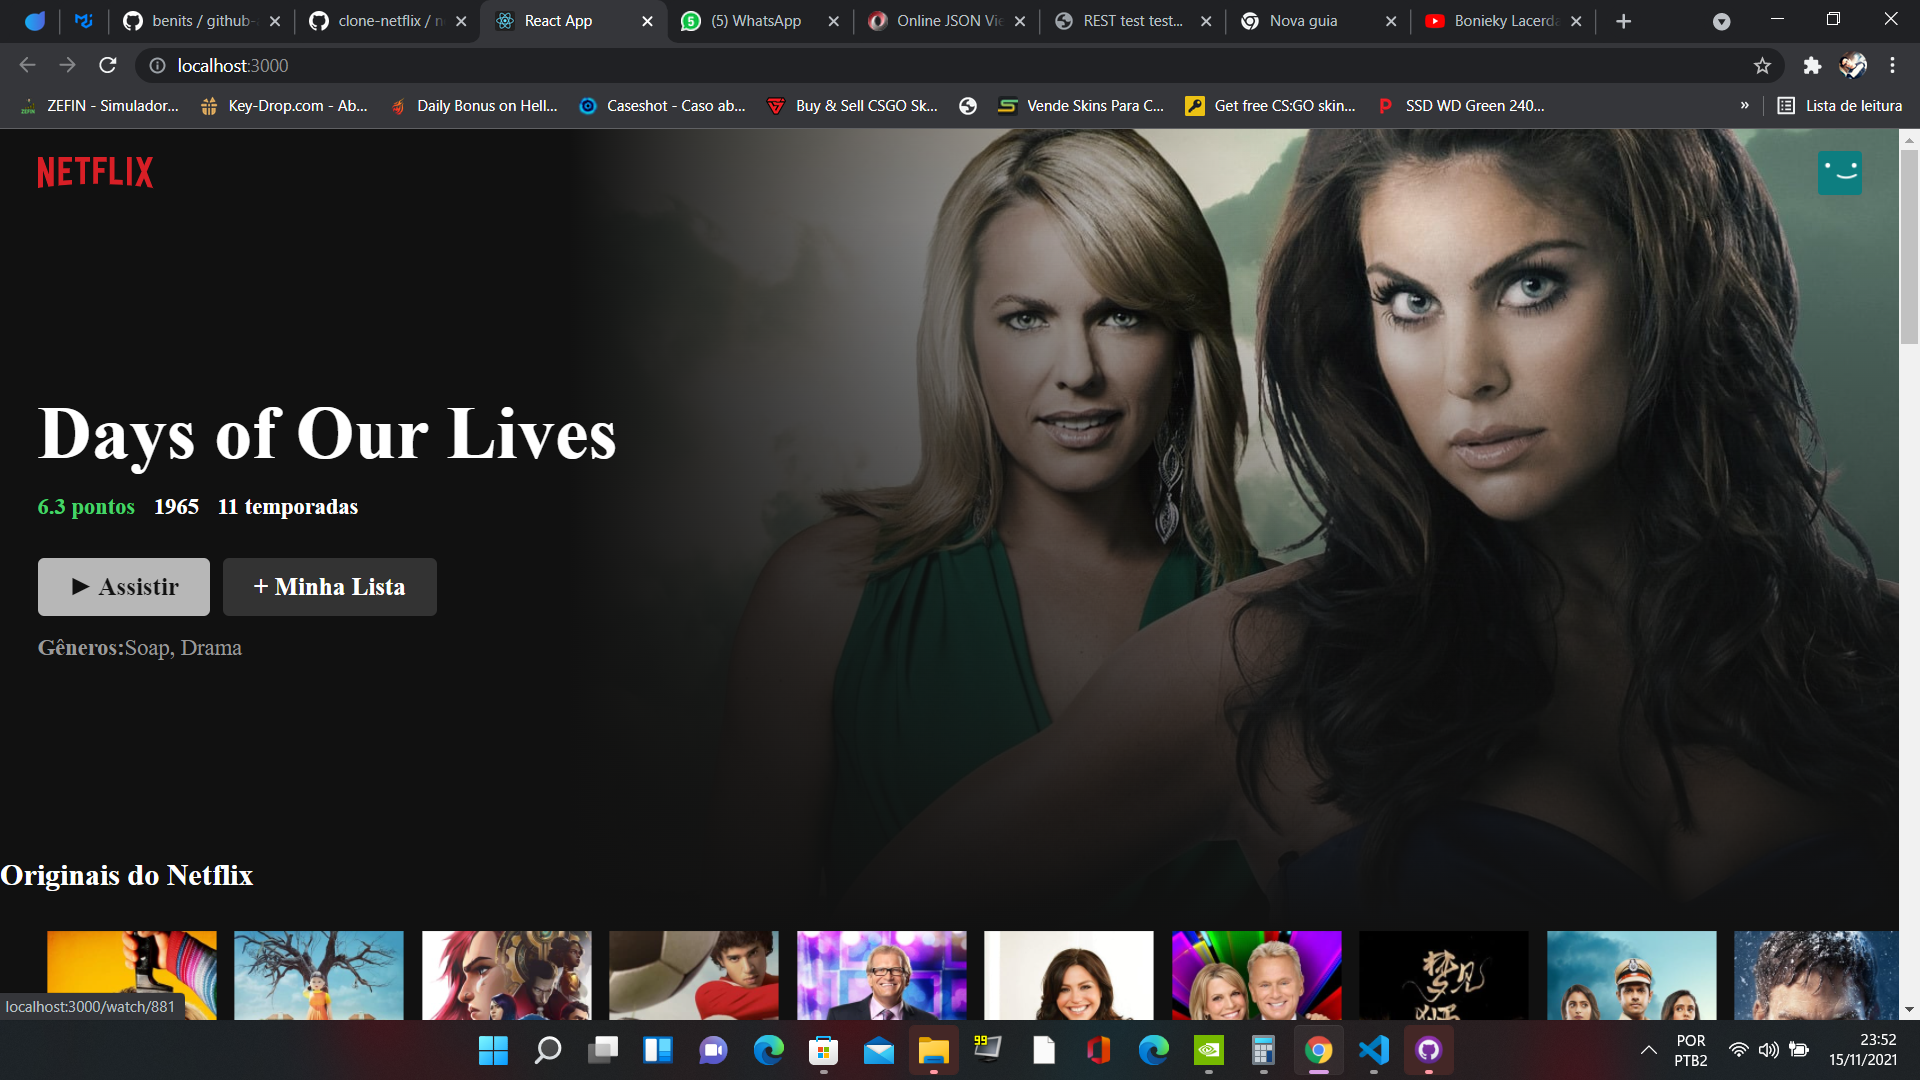 benits / github-
clone-netflix / n
React App
(5) WhatsApp
Online JSON Vie
REST test test...
Nova guia
Bonieky Lacerda
localhost:3000
ZEFIN - Simulador...
Key-Drop.com - Ab...
Daily Bonus on Hell...
Caseshot - Caso ab...
Buy & Sell CSGO Sk...
Vende Skins Para C...
Get free CS:GO skin...
SSD WD Green 240...
»
Lista de leitura
NETFLIX
Days of Our Lives
6.3 pontos 1965 11 temporadas
► Assistir
+ Minha Lista
Gêneros:Soap, Drama
Originais do Netflix
localhost:3000/watch/881
99
POR
PTB2
23:52
15/11/2021